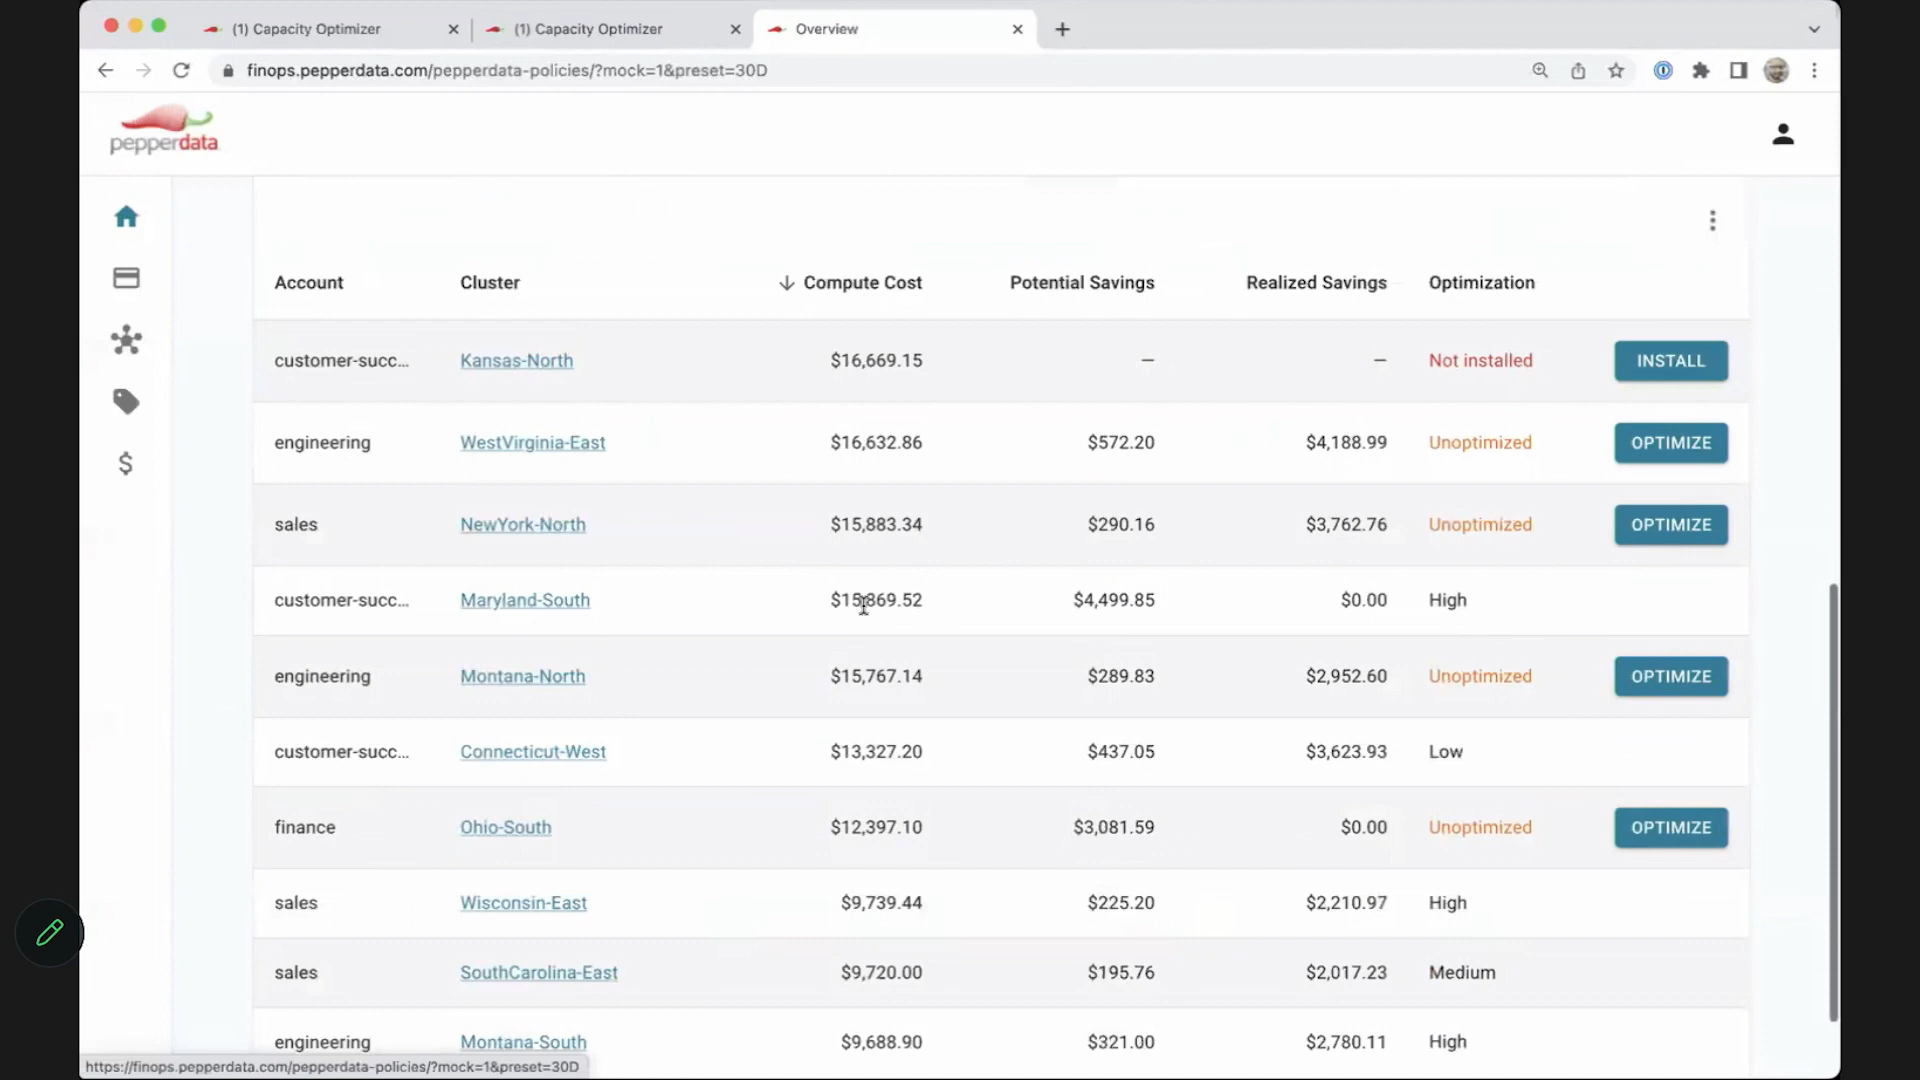 (1) Capacity Optimizer
(1) Capacity Optimizer
Overview
finops.pepperdata.com/pepperdata-policies/?mock=1&preset=30D
pepperdata
Account Cluster Compute Cost Potential Savings Realized Savings Optimization
customer-succ... Kansas-North $16,669.15 – – Not installed INSTALL
engineering WestVirginia-East $16,632.86 $572.20 $4,188.99 Unoptimized OPTIMIZE
sales NewYork-North $15,883.34 $290.16 $3,762.76 Unoptimized OPTIMIZE
customer-succ... Maryland-South $15,869.52 $4,499.85 $0.00 High
engineering Montana-North $15,767.14 $289.83 $2,952.60 Unoptimized OPTIMIZE
customer-succ... Connecticut-West $13,327.20 $437.05 $3,623.93 Low
finance Ohio-South $12,397.10 $3,081.59 $0.00 Unoptimized OPTIMIZE
sales Wisconsin-East $9,739.44 $225.20 $2,210.97 High
sales SouthCarolina-East $9,720.00 $195.76 $2,017.23 Medium
engineering Montana-South $9,688.90 $321.00 $2,780.11 High
https://finops.pepperdata.com/pepperdata-policies/?mock=1&preset=30D